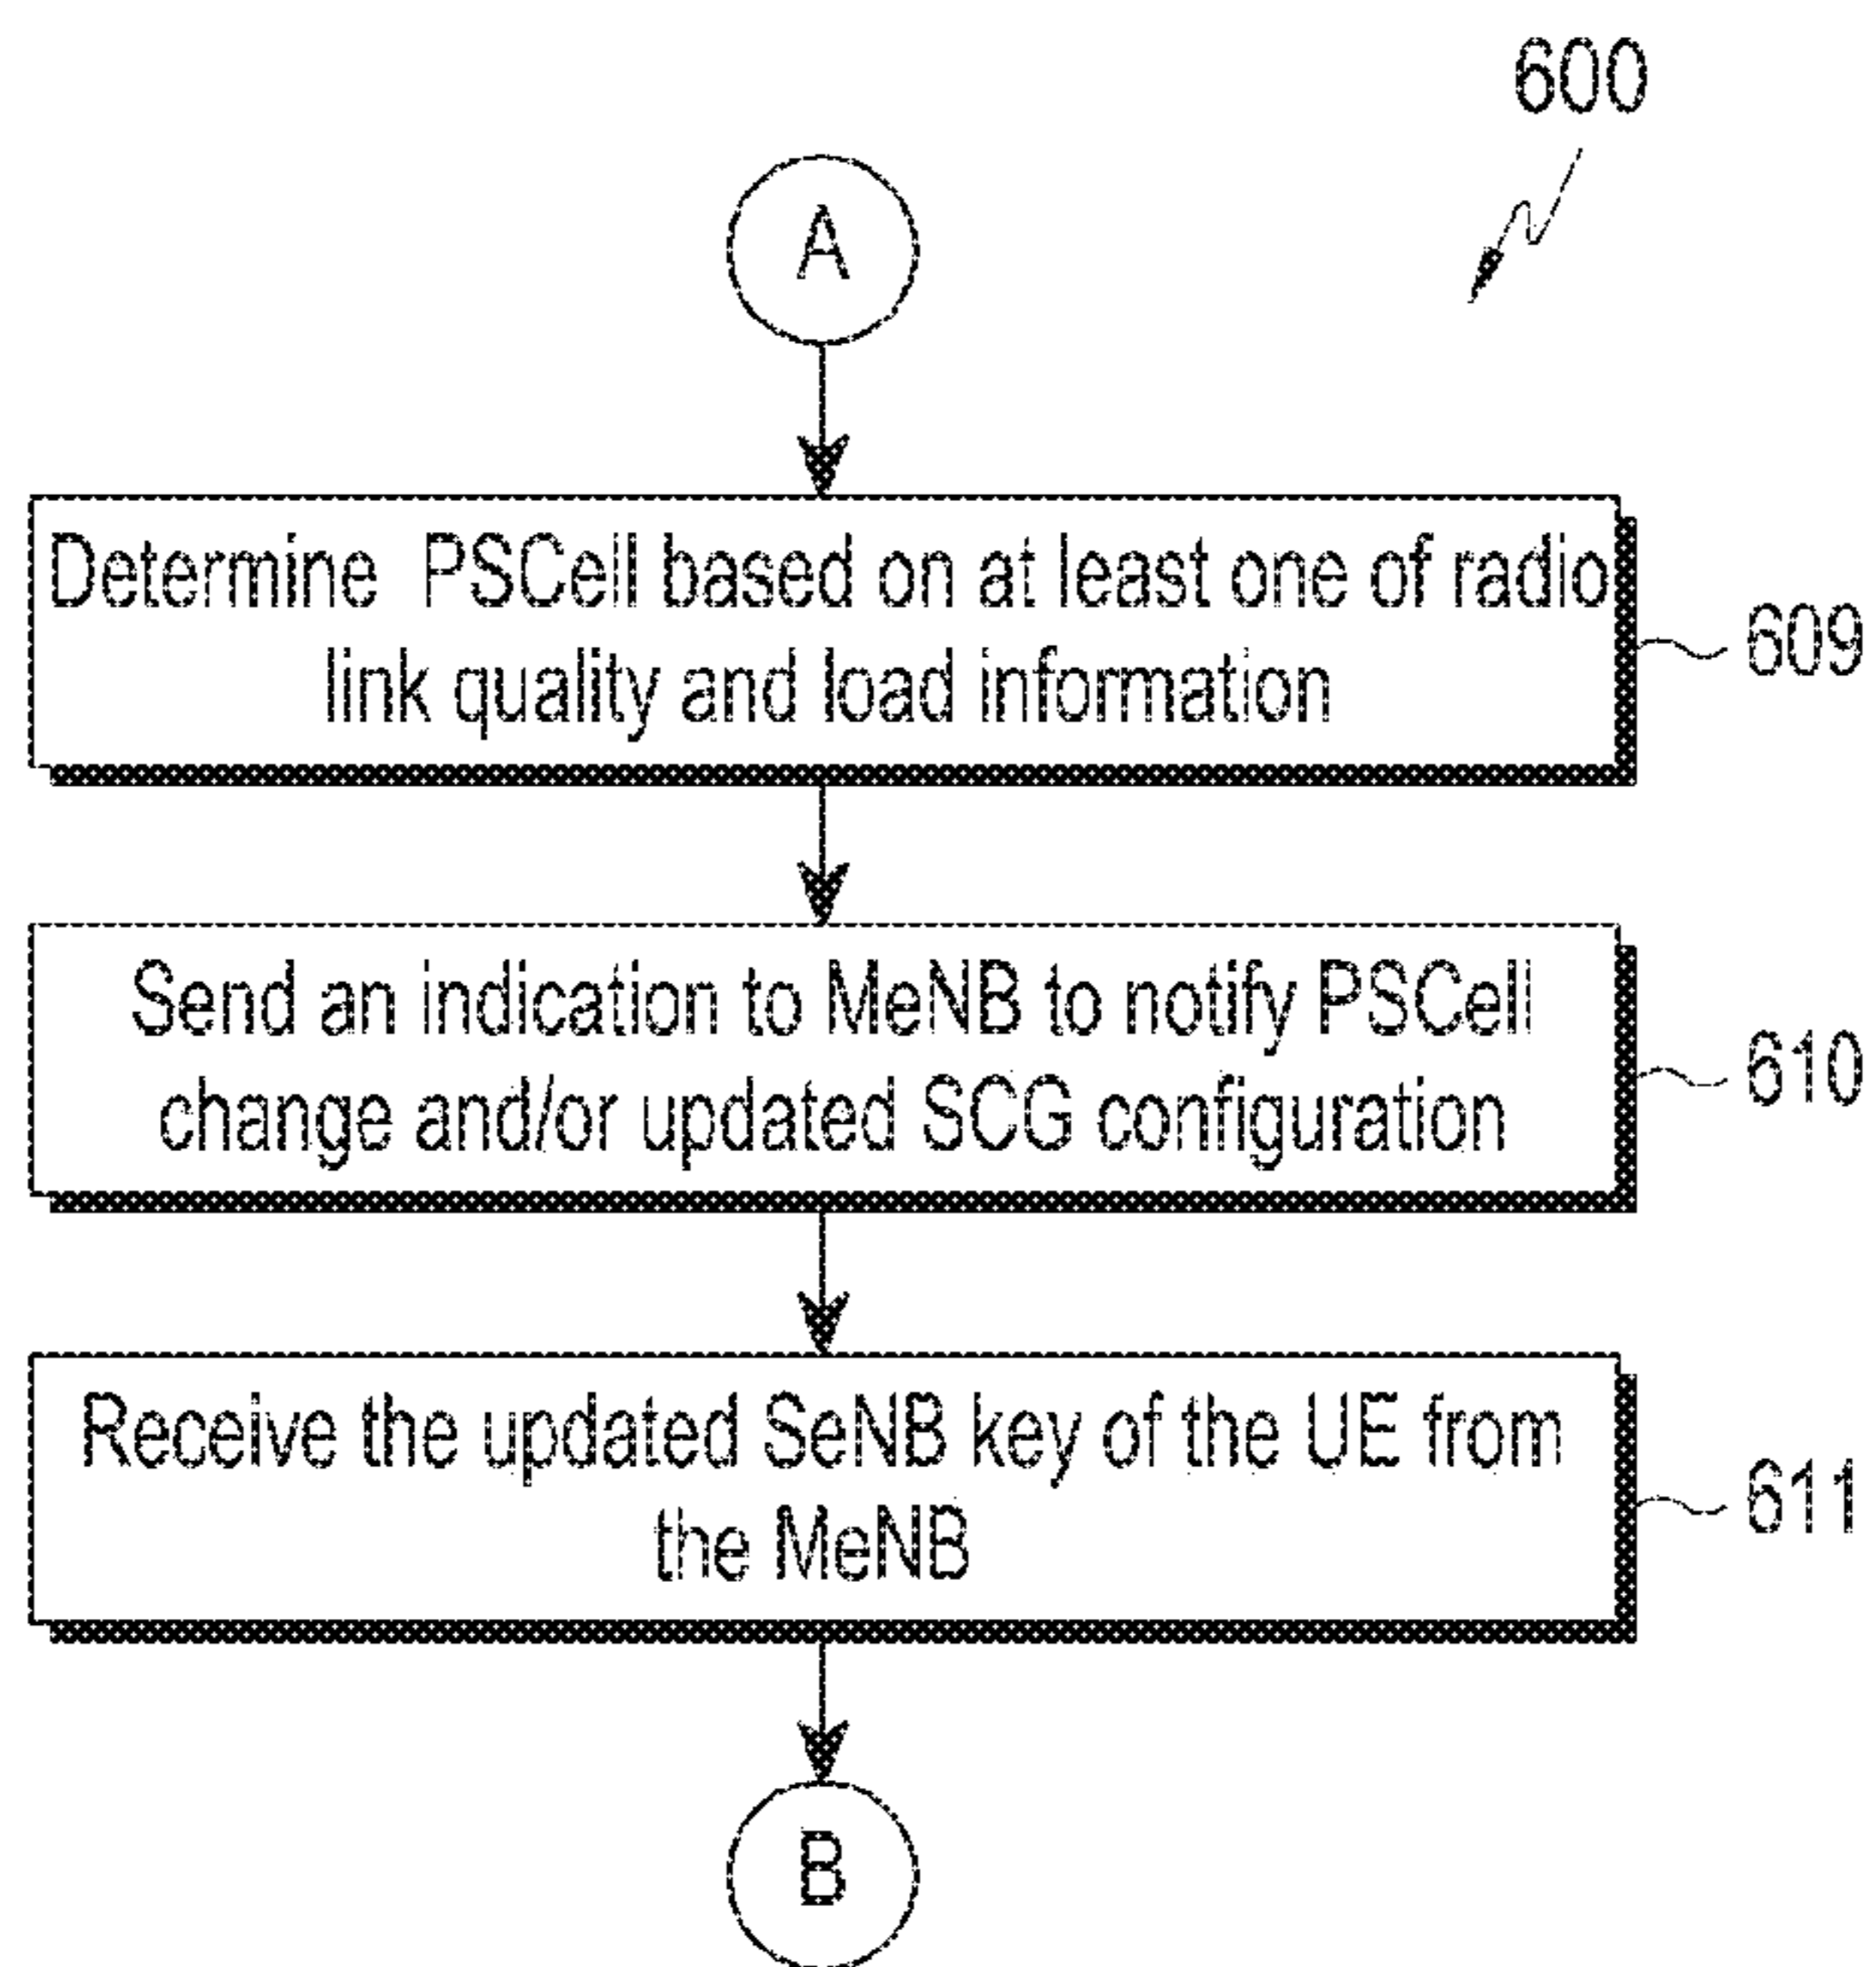 600
A
Determine PSCell based on at least one of radio
link quality and load information
609
Send an indication to MeNB to notify PSCell
change and/or updated SCG configuration
610
Receive the updated SeNB key of the UE from
the MeNB
611
B